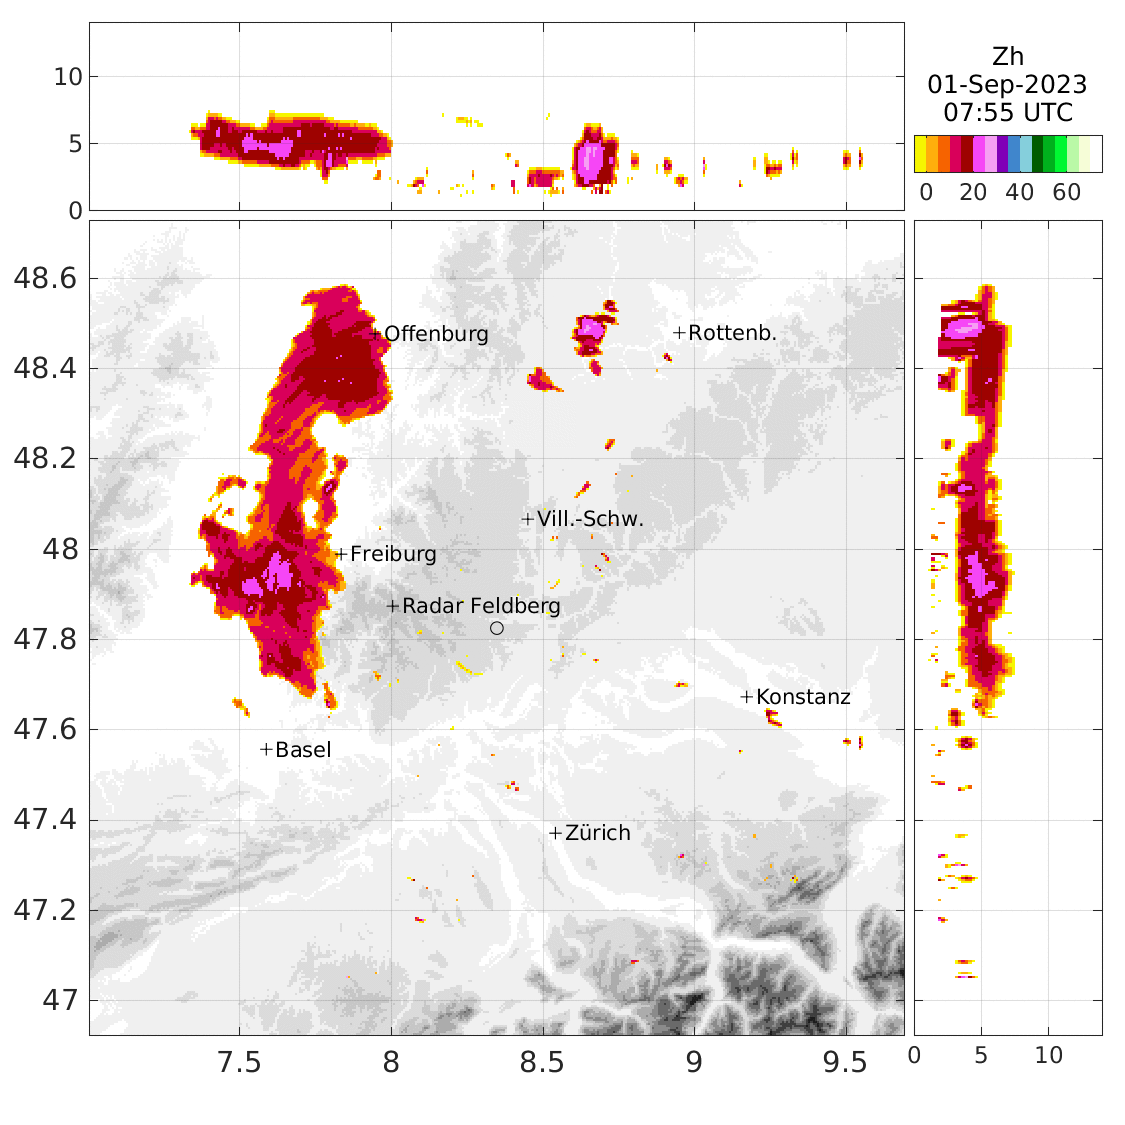 Zh
01-Sep-2023
07:55 UTC
0 20 40 60
10
5
0
48.6
48.4
48.2
48
47.8
47.6
47.4
47.2
47
+Offenburg
+Rottenb.
+Vill.-Schw.
+Freiburg
+Radar Feldberg
+Konstanz
+Basel
+Zürich
7.5 8 8.5 9 9.5
0 5 10